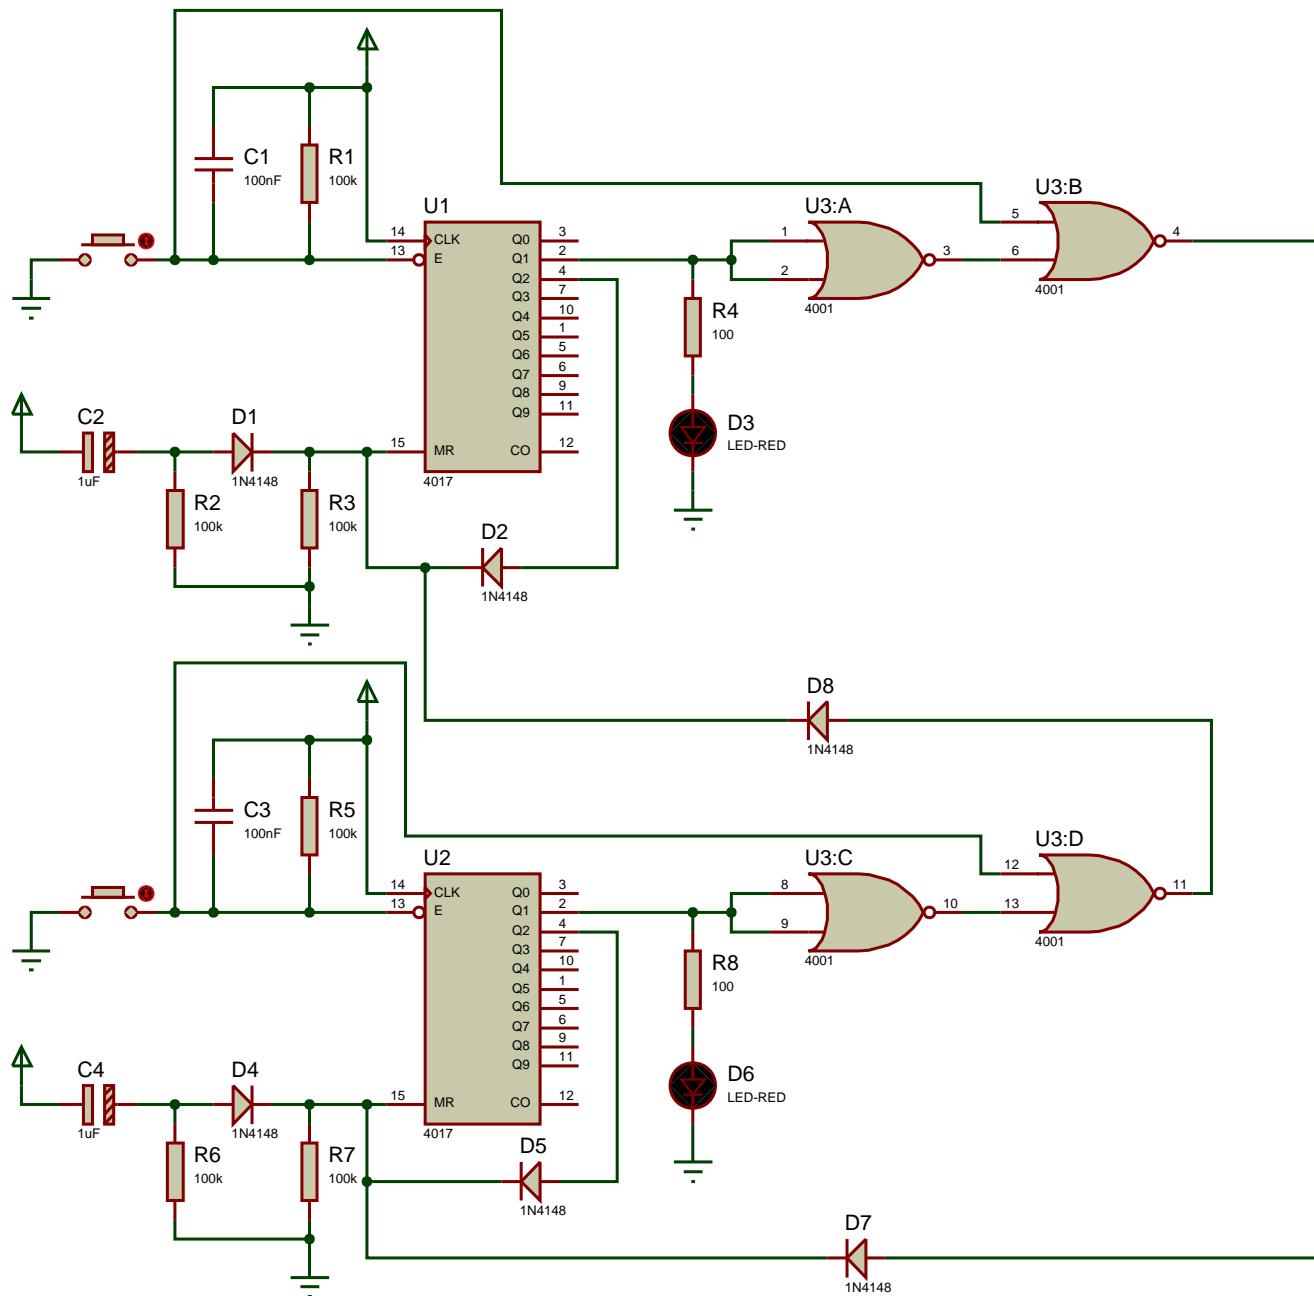 C1
100nF
R1
100k
U1
14
13
CLK
E
Q0
Q1
Q2
Q3
Q4
Q5
Q6
Q7
Q8
Q9
3
2
4
7
10
1
5
6
9
11
15
MR
CO
12
4017
U3:A
1
2
3
4001
U3:B
5
6
4
4001
R4
100
D3
LED-RED
C2
1uF
D1
1N4148
R2
100k
R3
100k
D2
1N4148
D8
1N4148
C3
100nF
R5
100k
U2
14
13
CLK
E
Q0
Q1
Q2
Q3
Q4
Q5
Q6
Q7
Q8
Q9
3
2
4
7
10
1
5
6
9
11
15
MR
CO
12
4017
U3:C
8
9
10
4001
U3:D
12
13
11
4001
R8
100
D6
LED-RED
C4
1uF
D4
1N4148
R6
100k
R7
100k
D5
1N4148
D7
1N4148